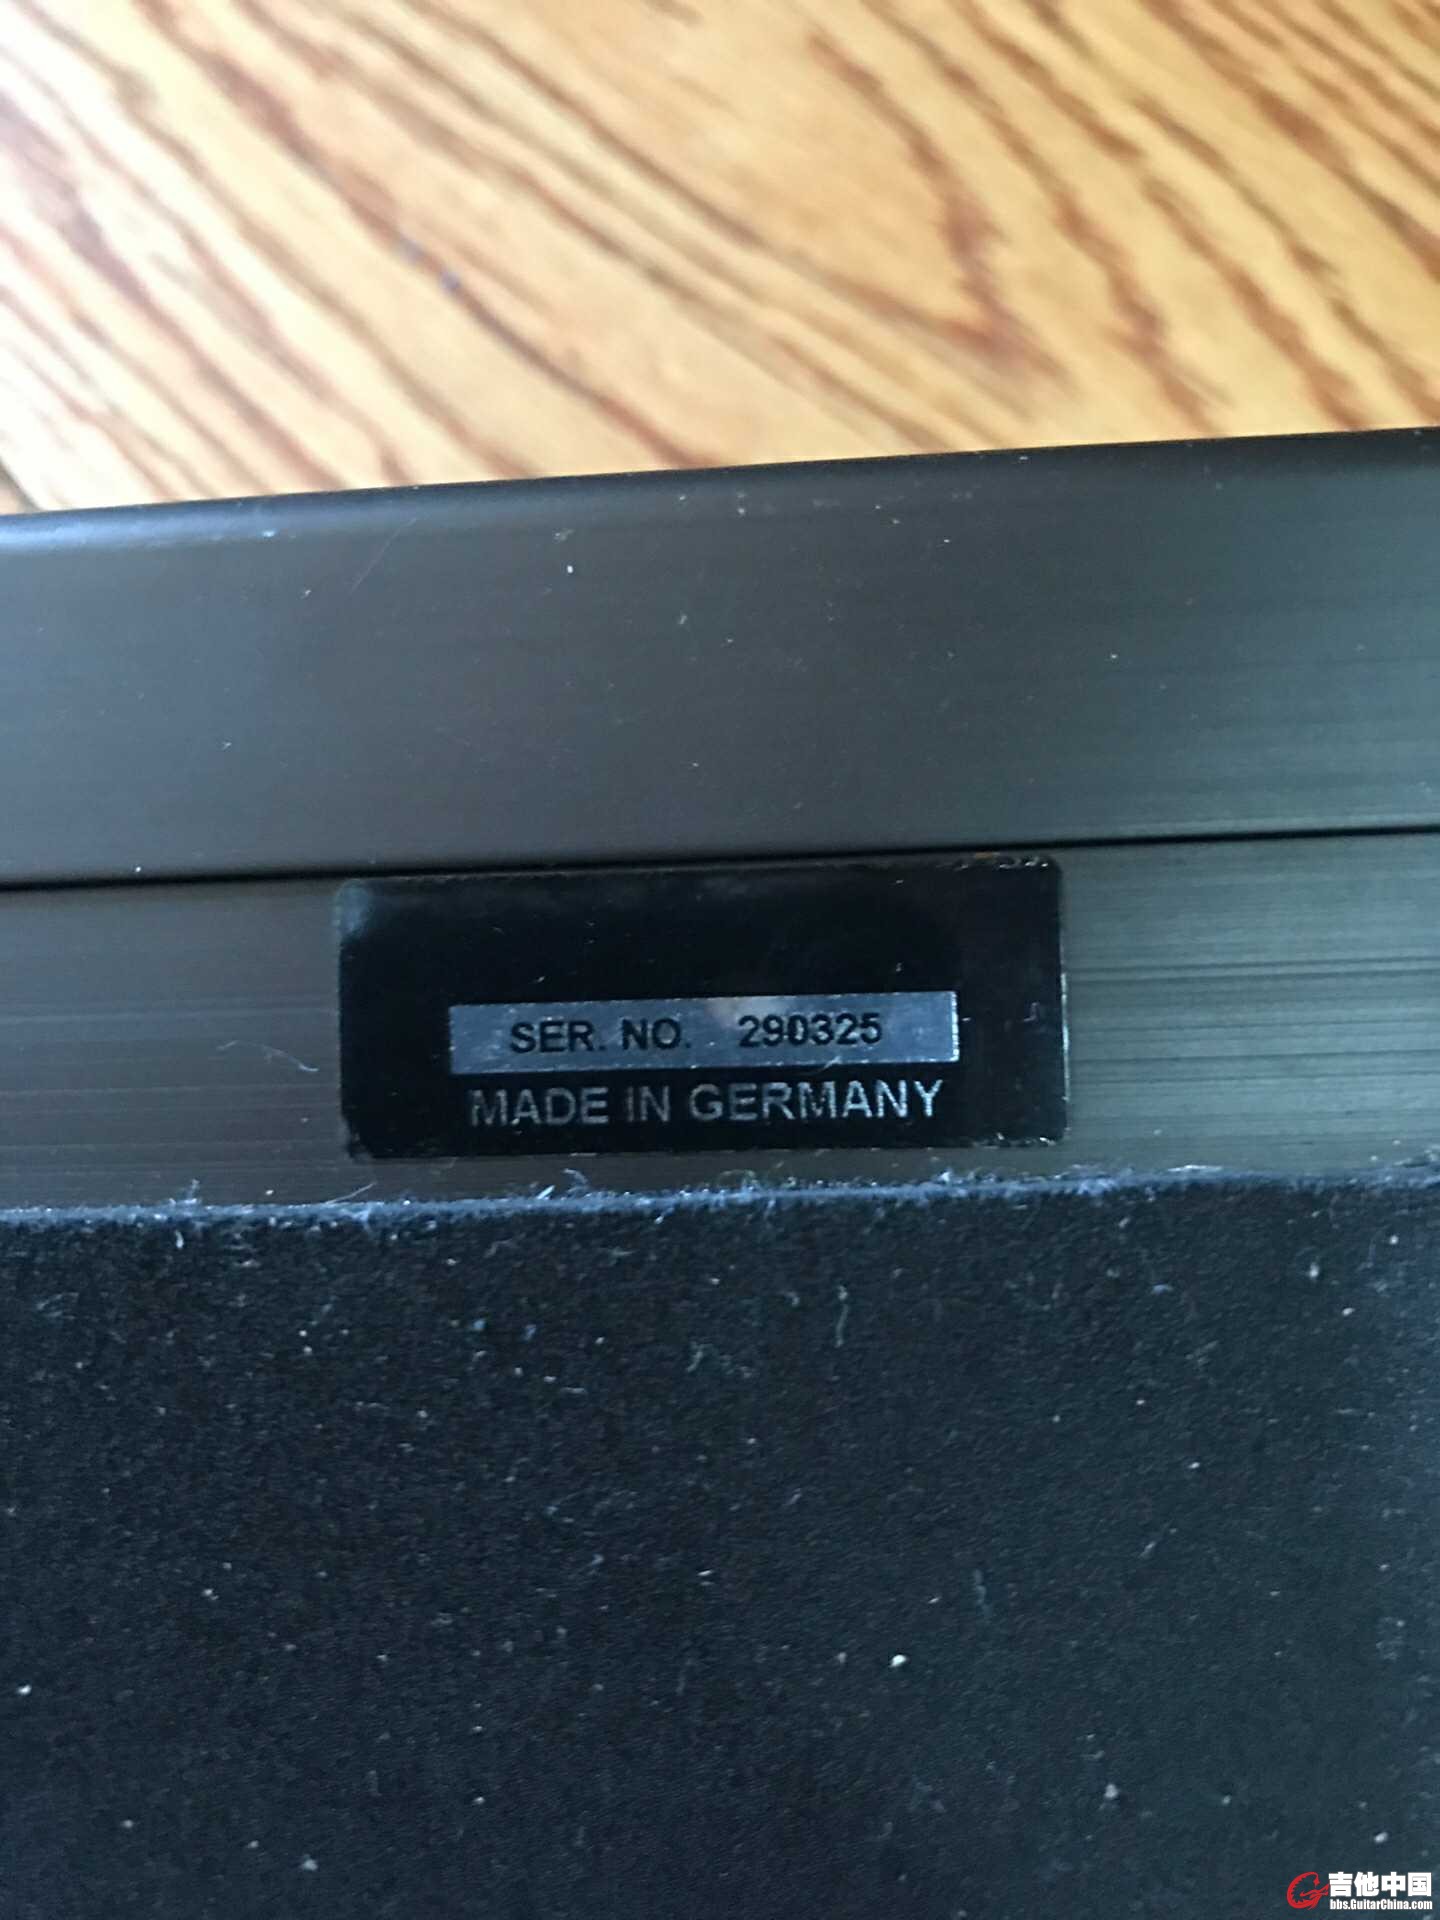 SER. NO. 290325
MADE IN GERMANY
吉他中国
bbs.GuitarChina.com